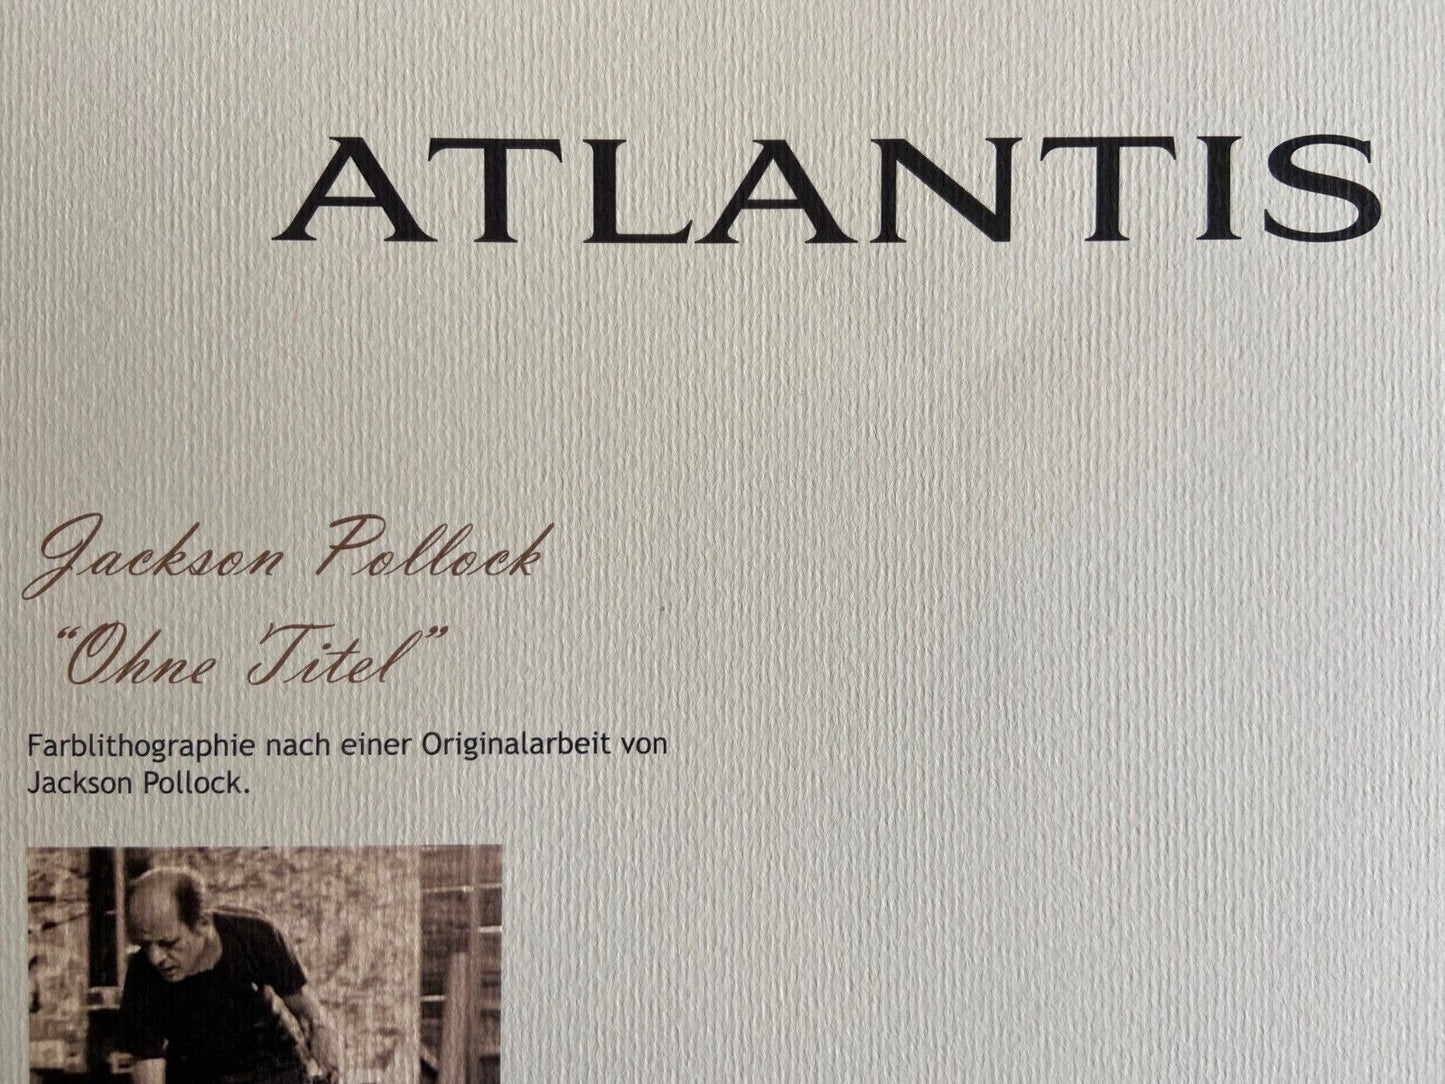 ATLANTIS
Jackson Pollock
“Ohne Titel”
Farblithographie nach einer Originalarbeit von
Jackson Pollock.